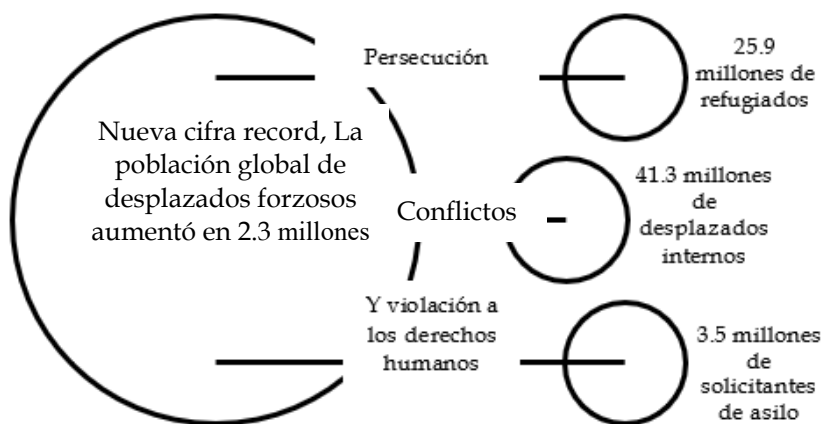 Nueva cifra record, La
población global de
desplazados forzosos
aumentó en 2.3 millones
Persecución
25.9
millones de
refugiados
Conflictos
41.3 millones
de
desplazados
internos
Y violación a
los derechos
humanos
3.5 millones
de
solicitantes
de asilo